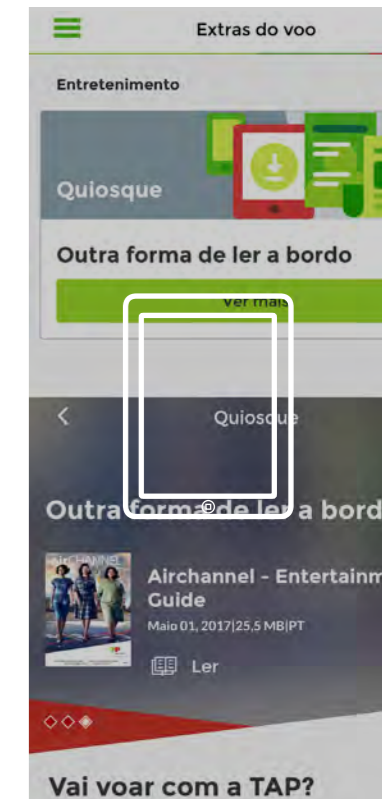 Extras do voo
Entretenimento
Quiosque
Outra forma de ler a bordo
Ver mais
Quiosque
Outra forma de ler a bord
AirCHANNEL
Airchannel - Entertainm
Guide
Maio 01, 2017|25,5 MB|PT
Ler
Vai voar com a TAP?